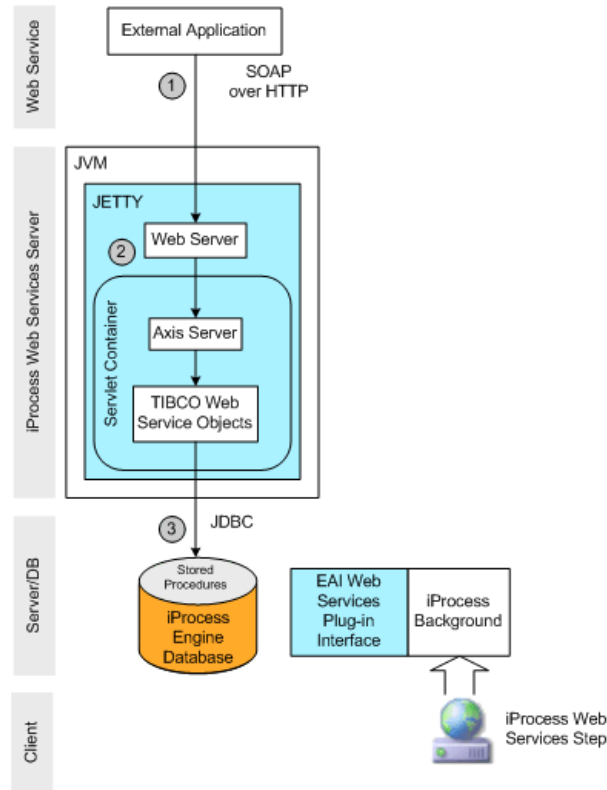 Web Service
External Application
1
SOAP
over HTTP
iProcess Web Services Server
JVM
JETTY
2
Web Server
Servlet Container
Axis Server
TIBCO Web
Service Objects
3
JDBC
Server/DB
Stored
Procedures
iProcess
Engine
Database
EAI Web
Services
Plug-in
Interface
iProcess
Background
Client
iProcess Web
Services Step